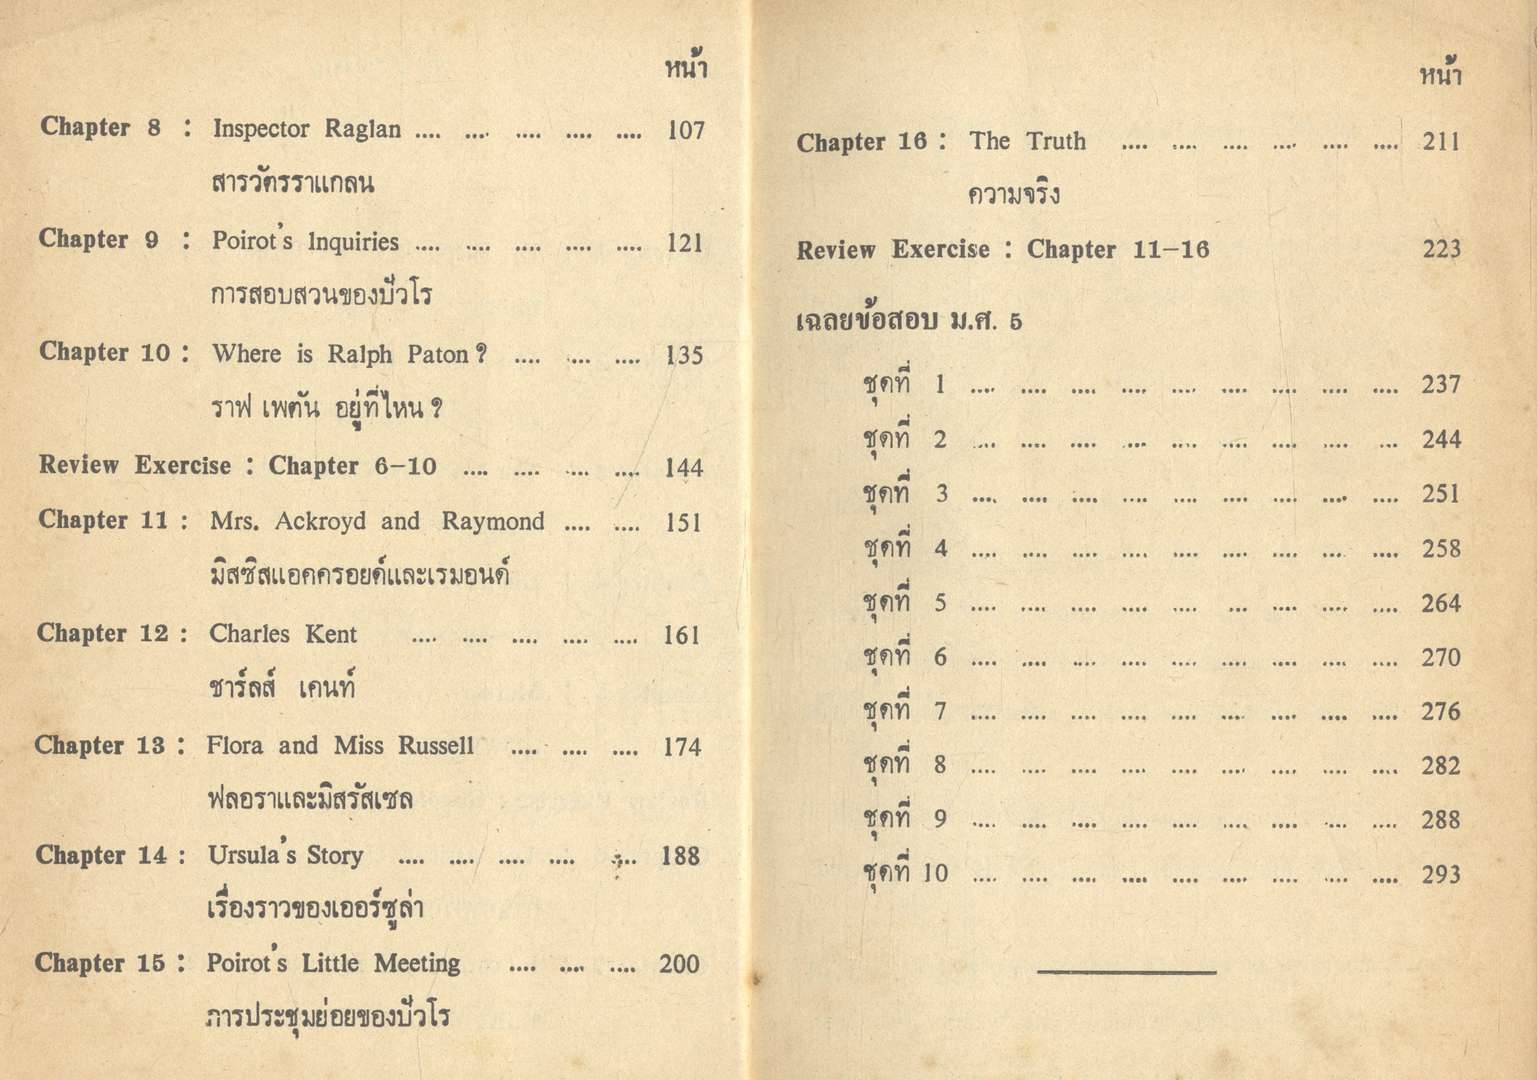 หน้า
Chapter 8 : Inspector Raglan .... .... .... .... .... 107
สารวัตรราแกลน
Chapter 9 : Poirot's Inquiries .... .... .... .... .... 121
การสอบสวนของปัวโร
Chapter 10 : Where is Ralph Paton ? .... .... .... 135
ราฟ เพตัน อยู่ที่ไหน ?
Review Exercise : Chapter 6–10 .... .... .... .... 144
Chapter 11 : Mrs. Ackroyd and Raymond .... .... 151
มิสซิสแอคครอยด์และเรมอนด์
Chapter 12 : Charles Kent .... .... .... .... .... 161
ชาร์ลส์ เคนท์
Chapter 13 : Flora and Miss Russell .... .... .... 174
ฟลอราและมิสรัสเซล
Chapter 14 : Ursula's Story .... .... .... .... .... 188
เรื่องราวของเออร์ซูล่า
Chapter 15 : Poirot's Little Meeting .... .... .... 200
การประชุมย่อยของปัวโร
หน้า
Chapter 16 : The Truth .... .... .... .... .... .... 211
ความจริง
Review Exercise : Chapter 11–16 223
เฉลยข้อสอบ ม.ศ. 5
ชุดที่ 1 .... .... .... .... .... .... .... .... .... 237
ชุดที่ 2 .... .... .... .... .... .... .... .... .... 244
ชุดที่ 3 .... .... .... .... .... .... .... .... .... 251
ชุดที่ 4 .... .... .... .... .... .... .... .... .... 258
ชุดที่ 5 .... .... .... .... .... .... .... .... .... 264
ชุดที่ 6 .... .... .... .... .... .... .... .... .... 270
ชุดที่ 7 .... .... .... .... .... .... .... .... .... 276
ชุดที่ 8 .... .... .... .... .... .... .... .... .... 282
ชุดที่ 9 .... .... .... .... .... .... .... .... .... 288
ชุดที่ 10 .... .... .... .... .... .... .... .... .... 293